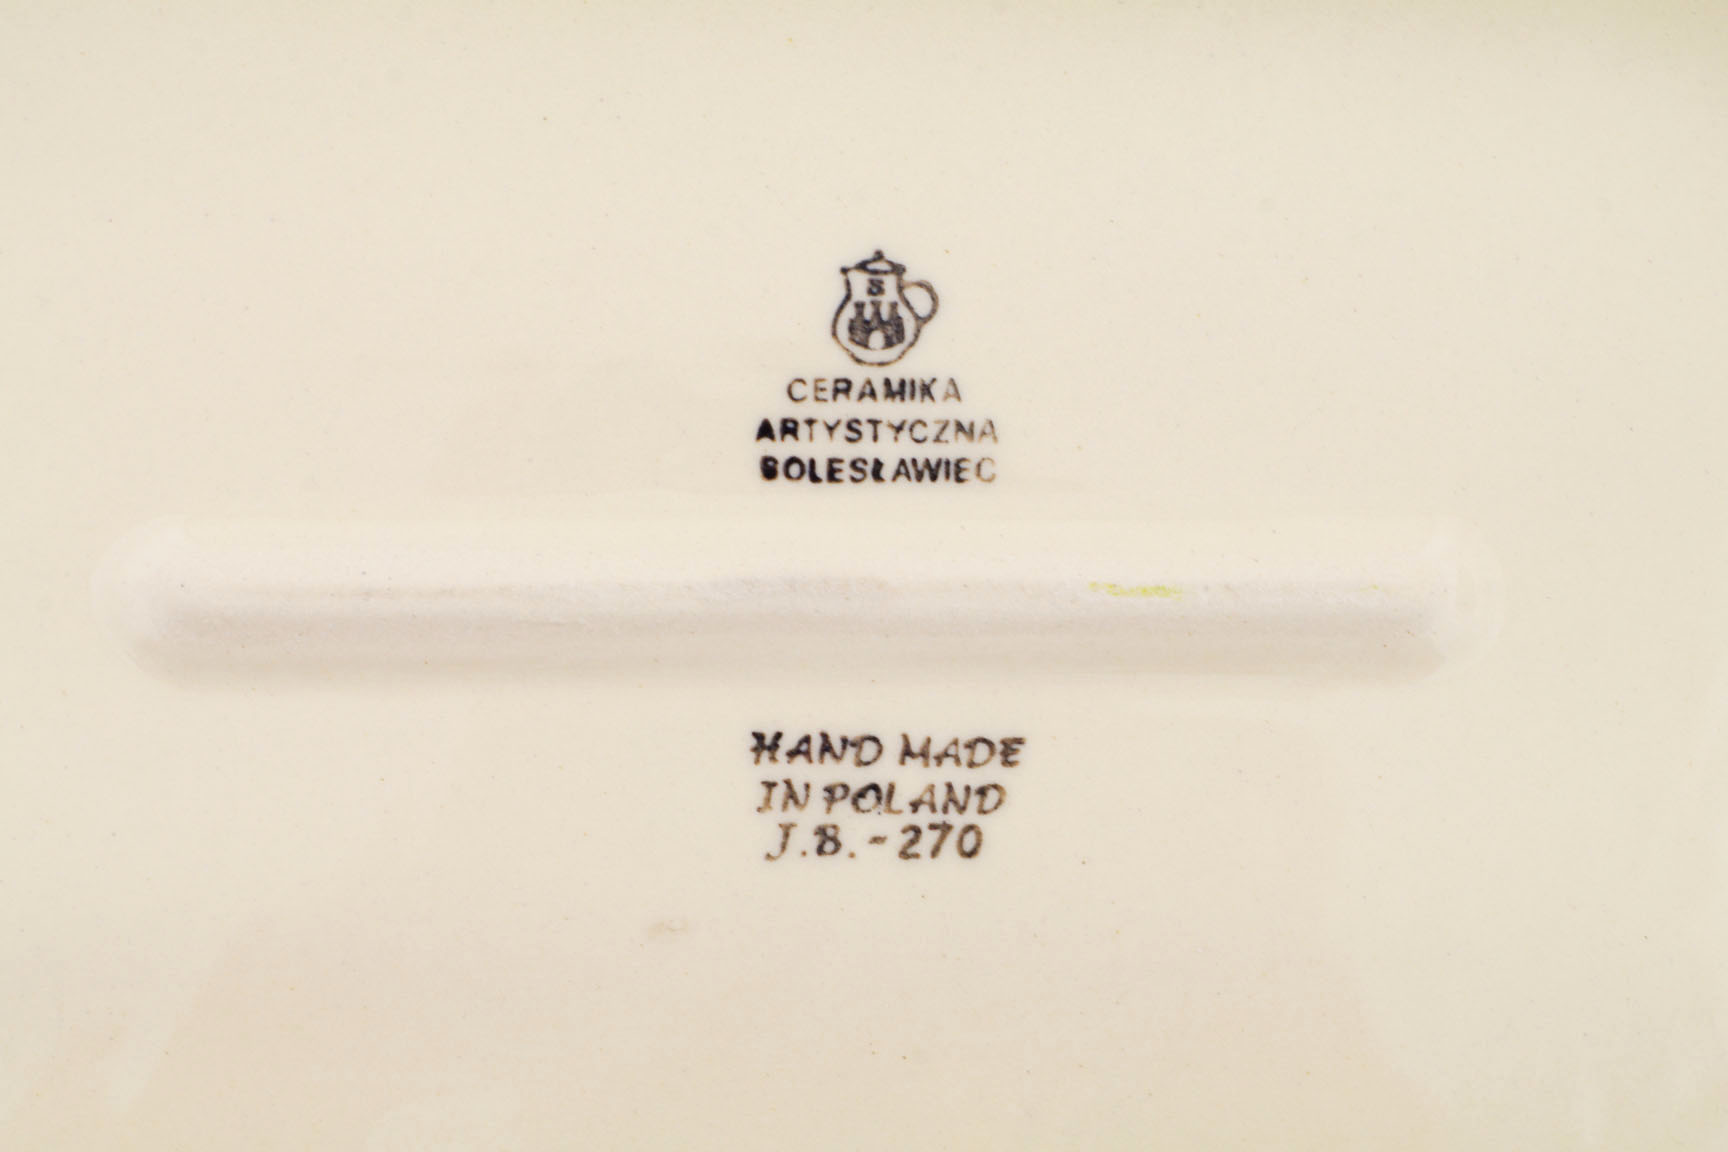 B
CERAMIKA
ARTYSTYCZNA
BOLESŁAWIEC
HAND MADE
IN POLAND
J.B.-270